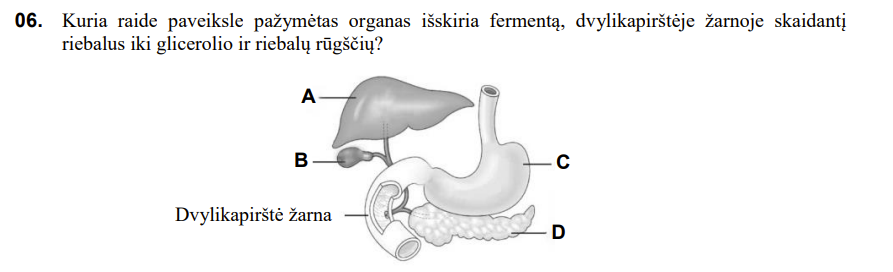 06. Kuria raide paveiksle pažymėtas organas išskiria fermentą, dvylikapirštėje žarnoje skaidantį
riebalus iki glicerolio ir riebalų rūgščių?
A
B
C
Dvylikapirštė žarna
D